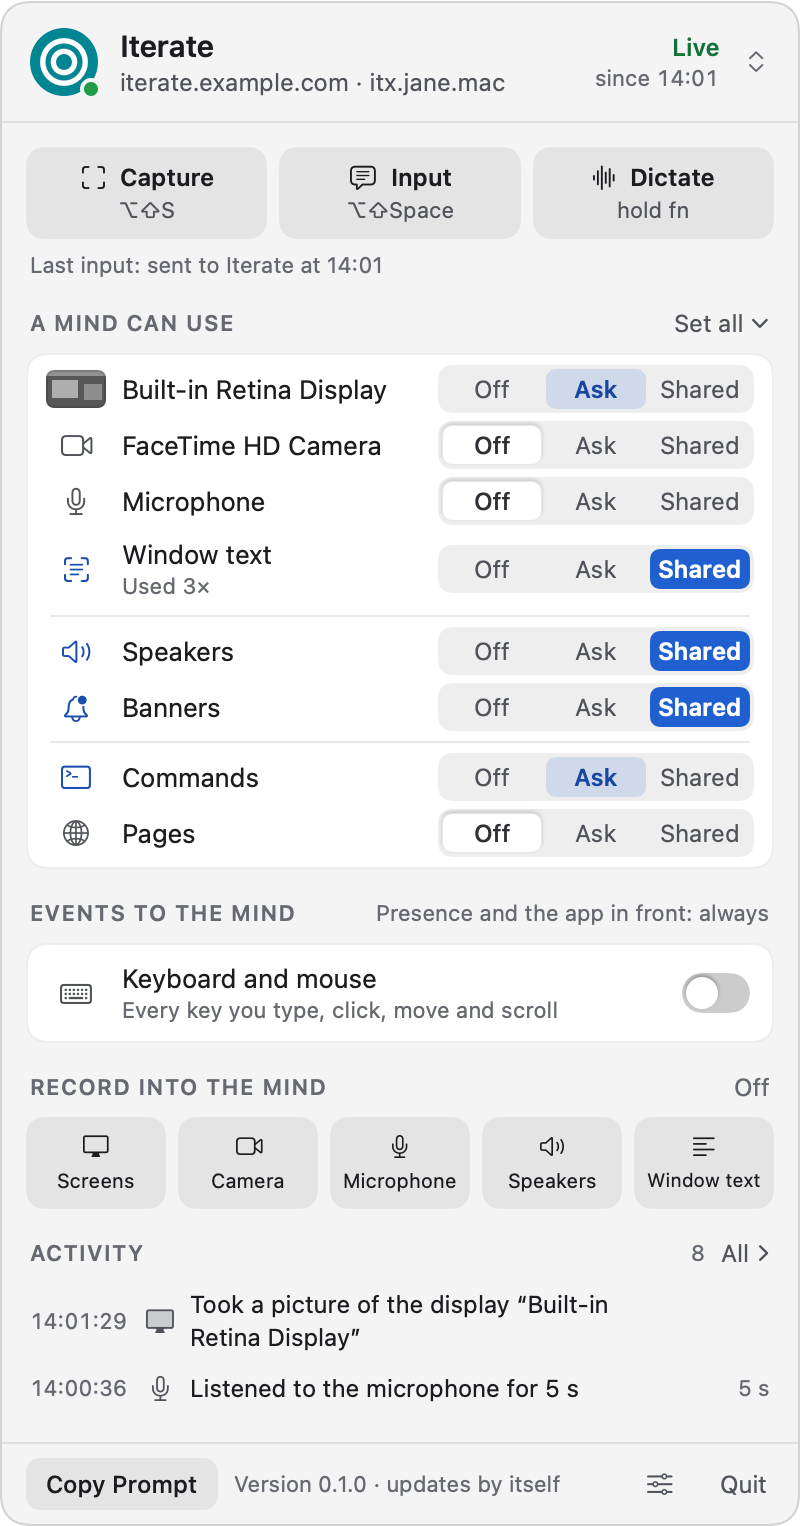 Iterate
iterate.example.com · itx.jane.mac
Live
since 14:01
Capture
⌥⇧S
Input
⌥⇧Space
Dictate
hold fn
Last input: sent to Iterate at 14:01
A MIND CAN USE
Set all
Built-in Retina Display Off Ask Shared
FaceTime HD Camera Off Ask Shared
Microphone Off Ask Shared
Window text
Used 3×
Off Ask Shared
Speakers Off Ask Shared
Banners Off Ask Shared
Commands Off Ask Shared
Pages Off Ask Shared
EVENTS TO THE MIND
Presence and the app in front: always
Keyboard and mouse
Every key you type, click, move and scroll
RECORD INTO THE MIND
Off
Screens
Camera
Microphone
Speakers
Window text
ACTIVITY
8 All
14:01:29
Took a picture of the display “Built-in
Retina Display”
14:00:36 Listened to the microphone for 5 s 5 s
Copy Prompt
Version 0.1.0 · updates by itself
Quit